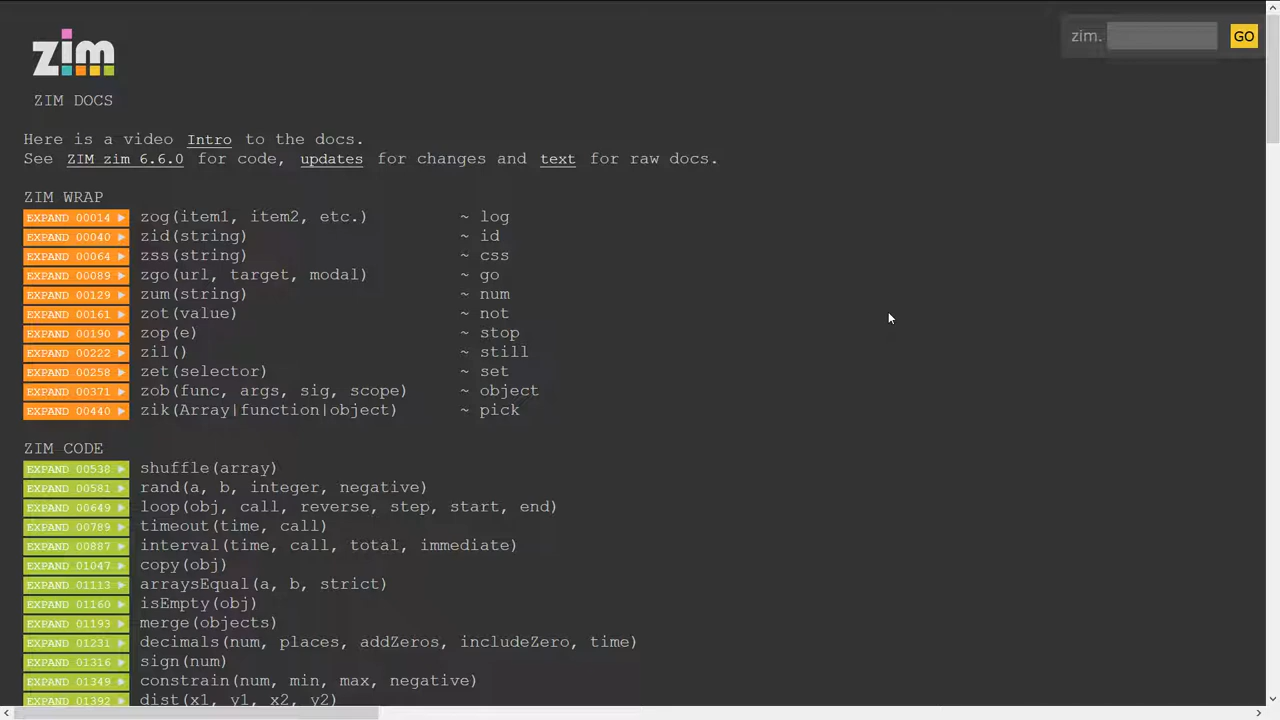 zim
zim. GO
ZIM DOCS
Here is a video Intro to the docs.
See ZIM zim 6.6.0 for code, updates for changes and text for raw docs.
ZIM WRAP
EXPAND 00014 zog(item1, item2, etc.) ~ log
EXPAND 00040 zid(string) ~ id
EXPAND 00064 zss(string) ~ css
EXPAND 00089 zgo(url, target, modal) ~ go
EXPAND 00129 zum(string) ~ num
EXPAND 00161 zot(value) ~ not
EXPAND 00190 zop(e) ~ stop
EXPAND 00222 zil() ~ still
EXPAND 00258 zet(selector) ~ set
EXPAND 00371 zob(func, args, sig, scope) ~ object
EXPAND 00440 zik(Array|function|object) ~ pick
ZIM CODE
EXPAND 00538 shuffle(array)
EXPAND 00581 rand(a, b, integer, negative)
EXPAND 00649 loop(obj, call, reverse, step, start, end)
EXPAND 00789 timeout(time, call)
EXPAND 00887 interval(time, call, total, immediate)
EXPAND 01047 copy(obj)
EXPAND 01113 arraysEqual(a, b, strict)
EXPAND 01160 isEmpty(obj)
EXPAND 01193 merge(objects)
EXPAND 01231 decimals(num, places, addZeros, includeZero, time)
EXPAND 01316 sign(num)
EXPAND 01349 constrain(num, min, max, negative)
EXPAND 01392 dist(x1, y1, x2, y2)